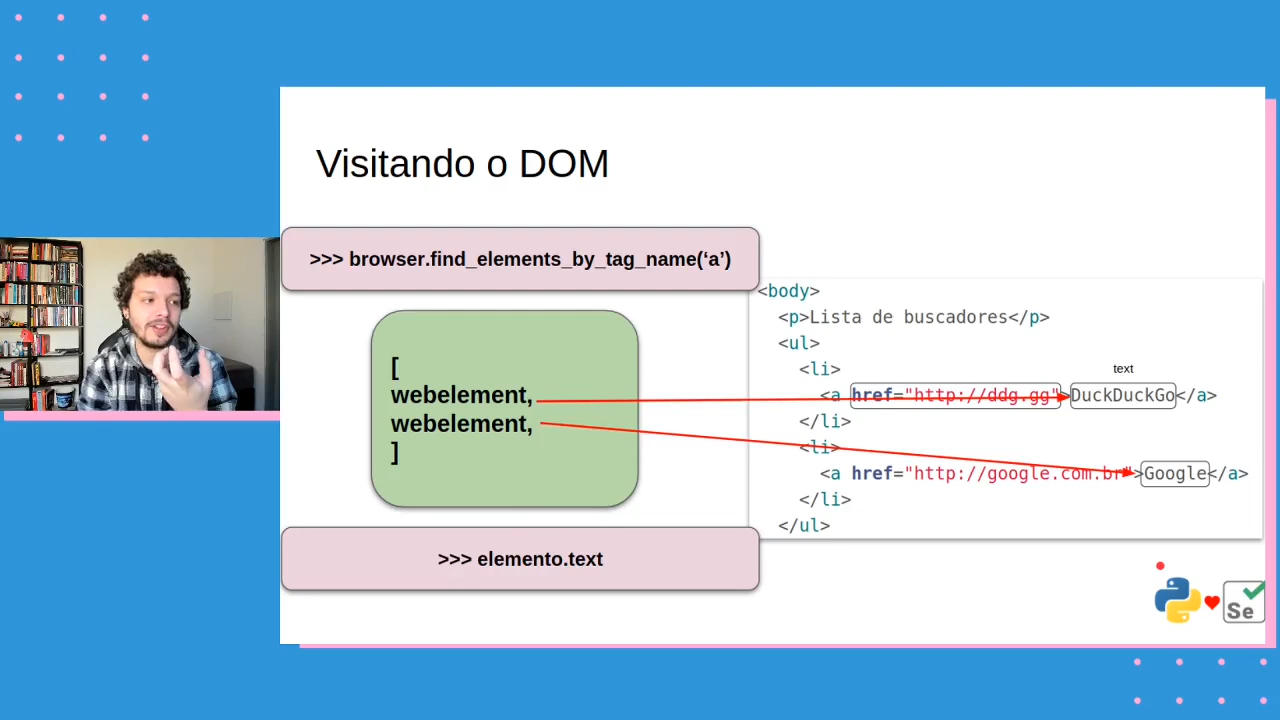 Visitando o DOM
>>> browser.find_elements_by_tag_name(‘a’)
[
webelement,
webelement,
]
>>> elemento.text
<body>
<p>Lista de buscadores</p>
<ul>
<li>
text
<a href="http://ddg.gg">DuckDuckGo</a>
</li>
<li>
<a href="http://google.com.br">Google</a>
</li>
</ul>
Se